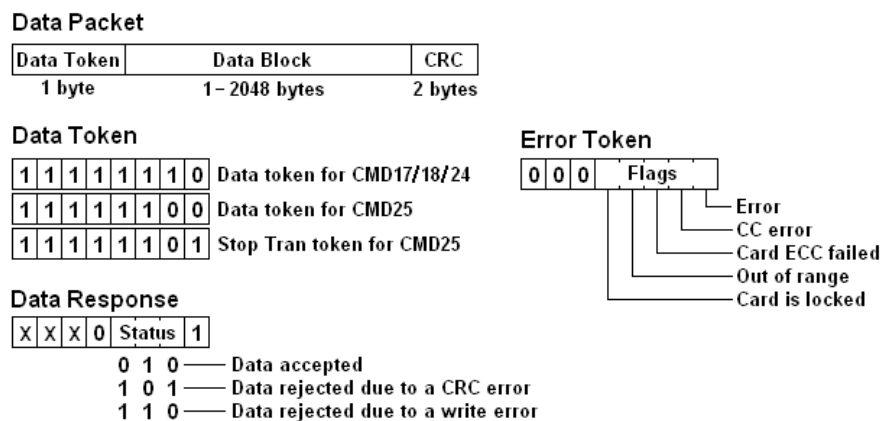 Data Packet
Data Token Data Block CRC
1 byte 1-2048 bytes 2 bytes
Data Token
1 1 1 1 1 1 1 0 Data token for CMD17/18/24
1 1 1 1 1 1 0 0 Data token for CMD25
1 1 1 1 1 1 0 1 Stop Tran token for CMD25
Error Token
0 0 0 Flags
Error
CC error
Card ECC failed
Out of range
Card is locked
Data Response
X X X 0 Status 1
0 1 0 Data accepted
1 0 1 Data rejected due to a CRC error
1 1 0 Data rejected due to a write error